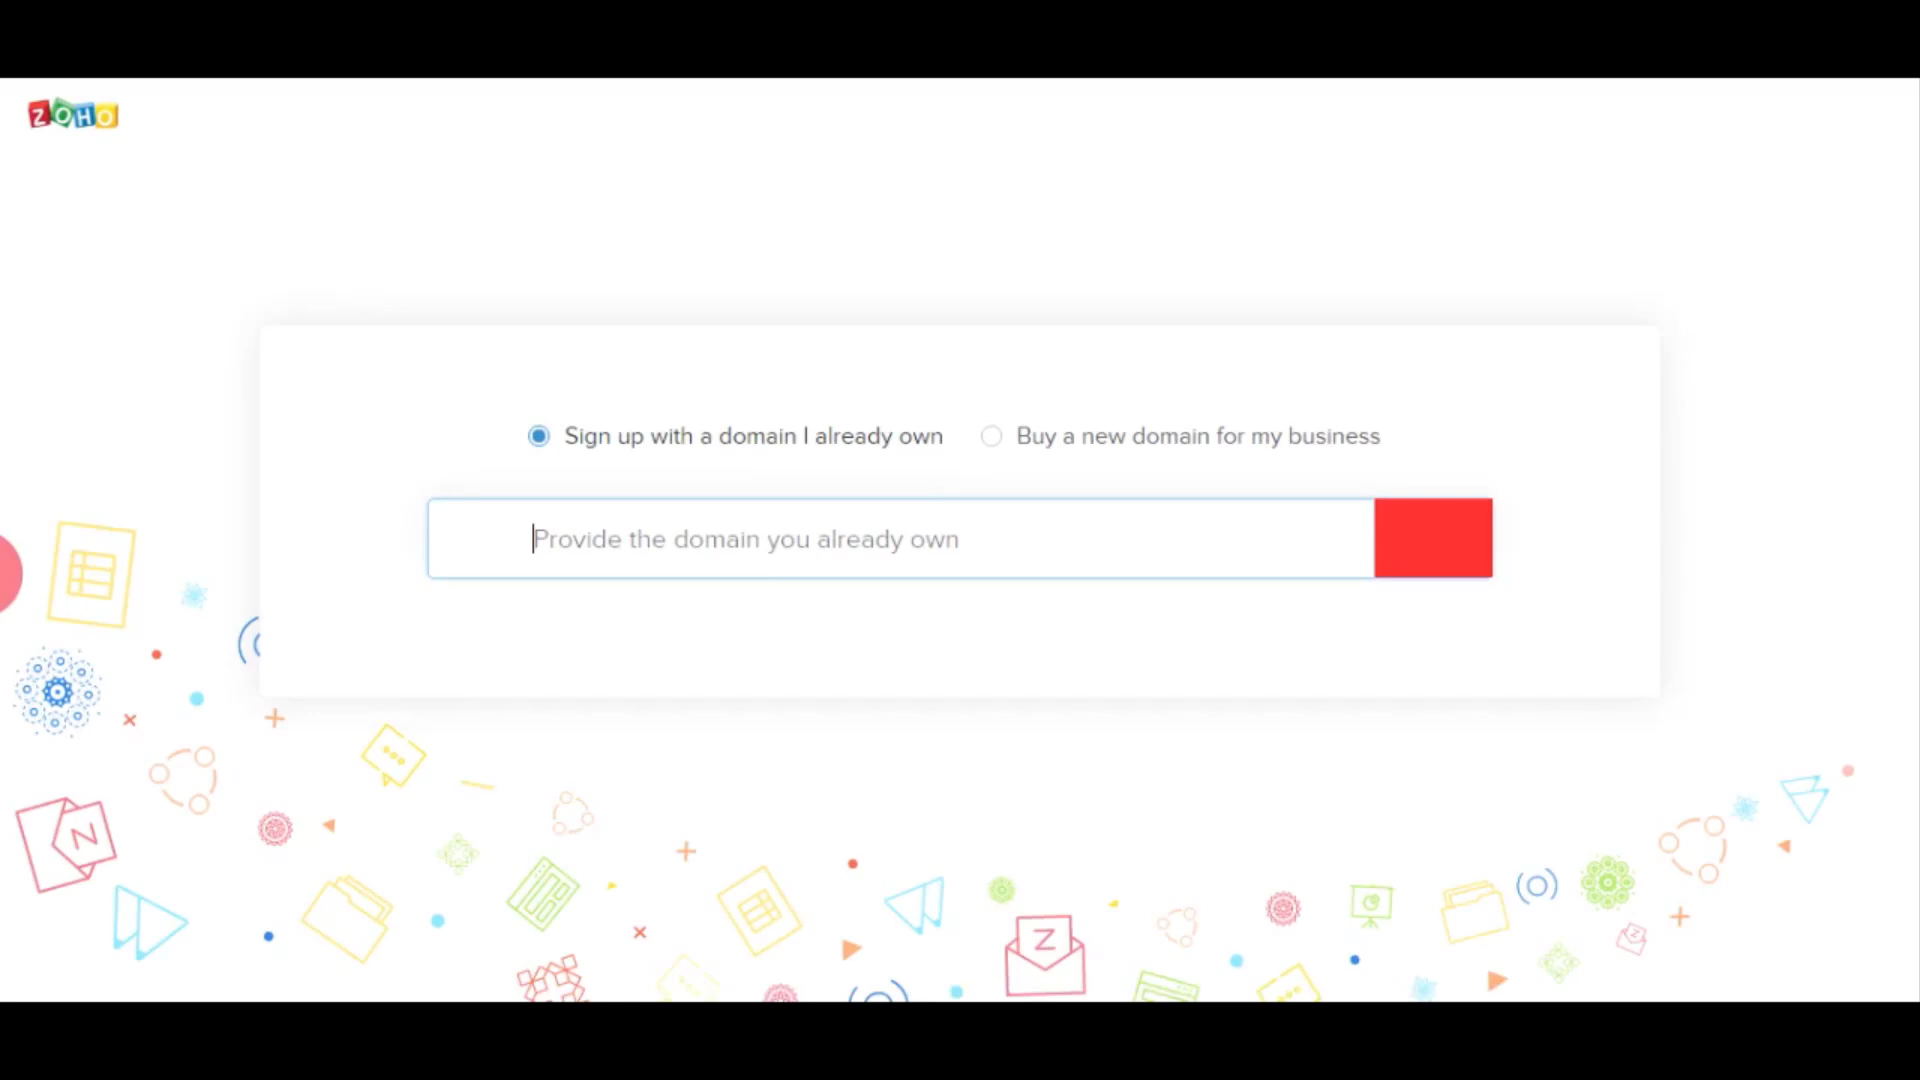 ZOHO
Sign up with a domain I already own Buy a new domain for my business
Provide the domain you already own
N
Z
Z